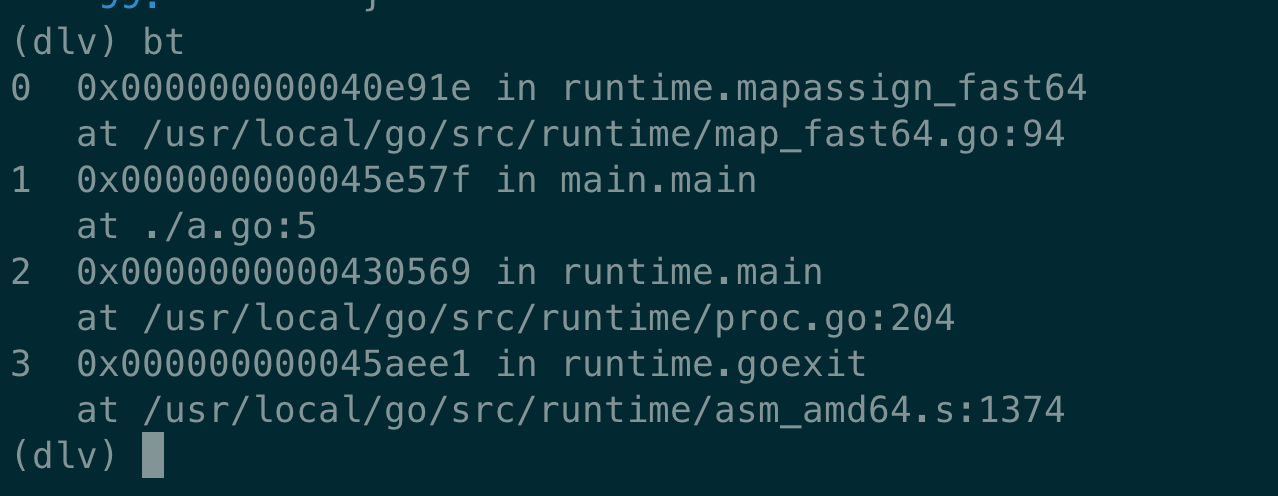 (dlv) bt
0  0x000000000040e91e in runtime.mapassign_fast64
   at /usr/local/go/src/runtime/map_fast64.go:94
1  0x000000000045e57f in main.main
   at ./a.go:5
2  0x0000000000430569 in runtime.main
   at /usr/local/go/src/runtime/proc.go:204
3  0x000000000045aee1 in runtime.goexit
   at /usr/local/go/src/runtime/asm_amd64.s:1374
(dlv)